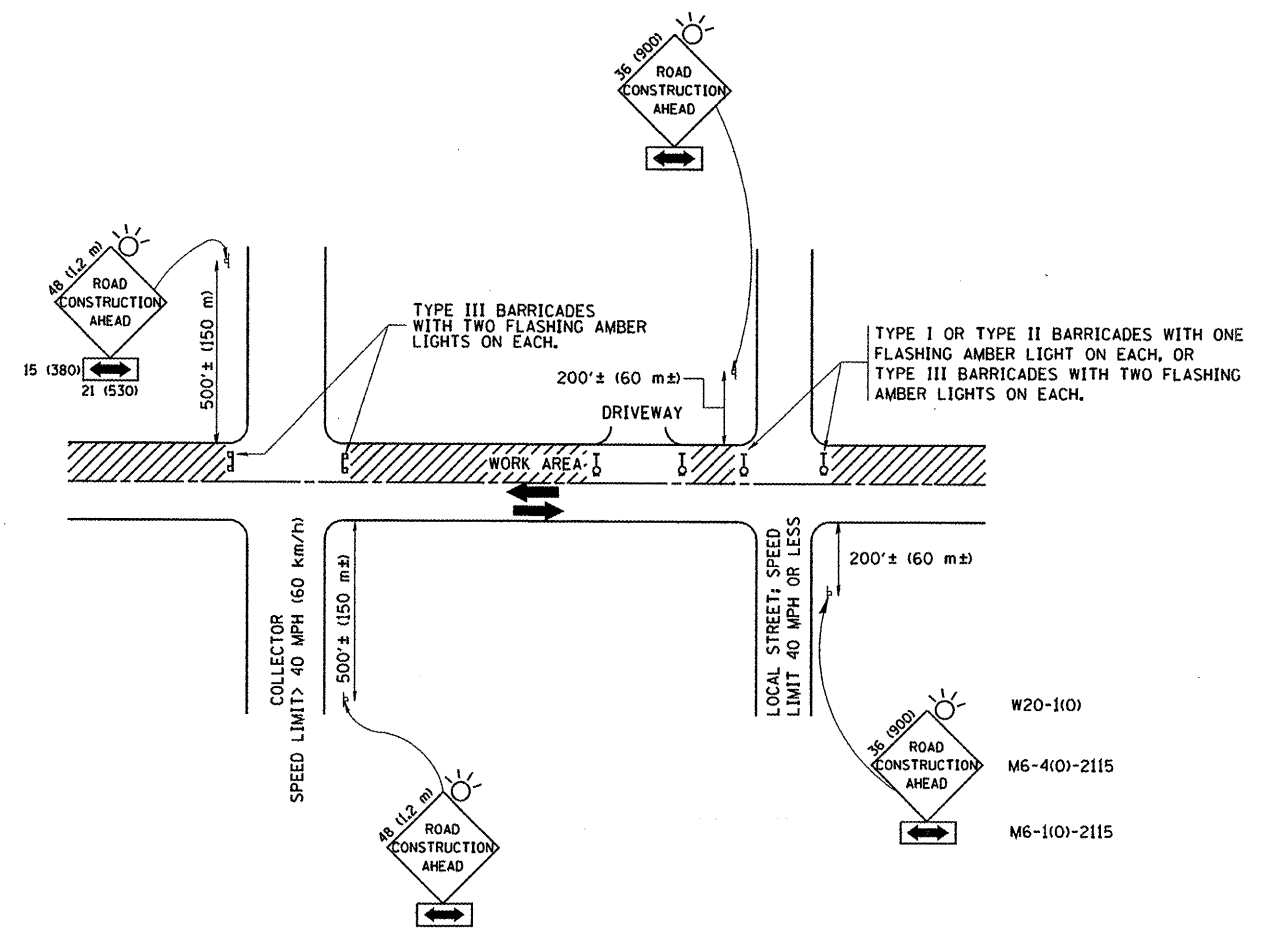 36 (900)
ROAD
CONSTRUCTION
AHEAD
48 (1.2 m)
ROAD
CONSTRUCTION
AHEAD
15 (380)
21 (530)
500'± (150 m)
TYPE III BARRICADES
WITH TWO FLASHING AMBER
LIGHTS ON EACH.
200'± (60 m±)
DRIVEWAY
TYPE I OR TYPE II BARRICADES WITH ONE
FLASHING AMBER LIGHT ON EACH, OR
TYPE III BARRICADES WITH TWO FLASHING
AMBER LIGHTS ON EACH.
WORK AREA
COLLECTOR
SPEED LIMIT> 40 MPH (60 km/h)
500'± (150 m±)
LOCAL STREET; SPEED
LIMIT 40 MPH OR LESS
200'± (60 m±)
48 (1.2 m)
ROAD
CONSTRUCTION
AHEAD
36 (900)
ROAD
CONSTRUCTION
AHEAD
W20-1(O)
M6-4(O)-2115
M6-1(O)-2115